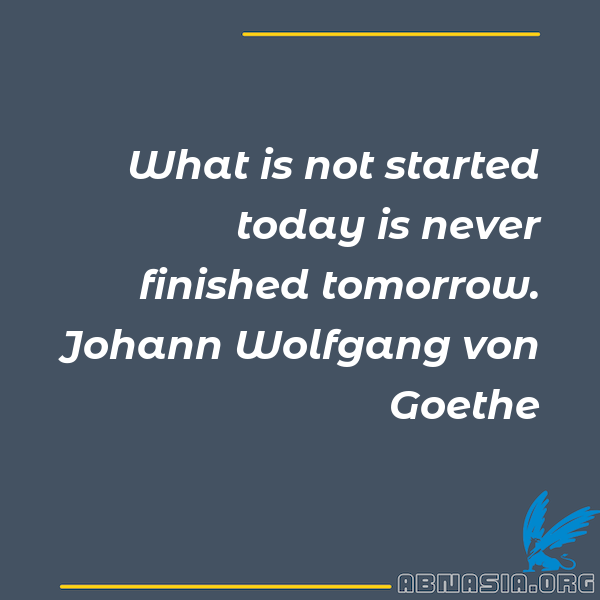 What is not started
today is never
finished tomorrow.
Johann Wolfgang von
Goethe
ABNASIA.ORG